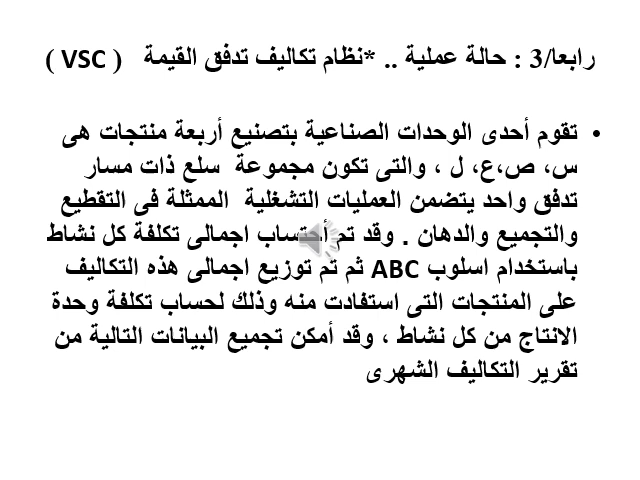 رابعا/3 : حالة عملية .. *نظام تكاليف تدفق القيمة ( VSC )
• تقوم أحدى الوحدات الصناعية بتصنيع أربعة منتجات هى
س، ص،ع، ل ، والتى تكون مجموعة سلع ذات مسار
تدفق واحد يتضمن العمليات التشغلية الممثلة فى التقطيع
والتجميع والدهان . وقد تم اجمالى تكلفة كل نشاط
باستخدام اسلوب ABC ثم تم توزيع اجمالى هذه التكاليف
على المنتجات التى استفادت منه وذلك لحساب تكلفة وحدة
الانتاج من كل نشاط ، وقد أمكن تجميع البيانات التالية من
تقرير التكاليف الشهرى